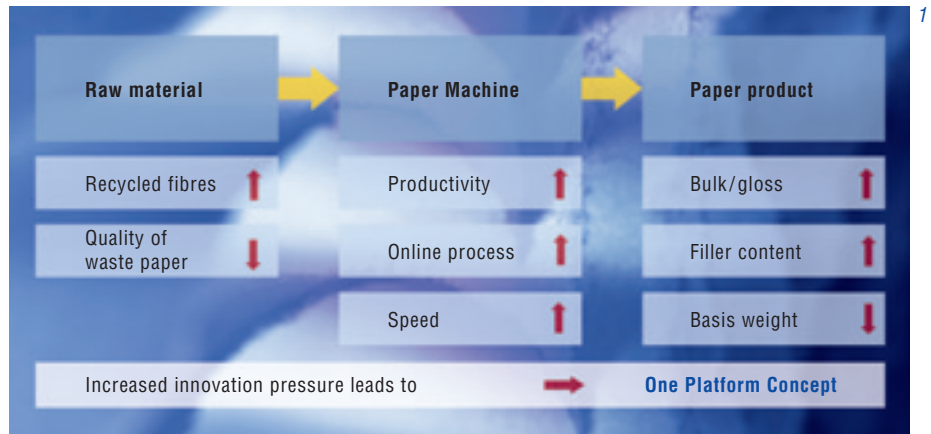 1
Raw material
Paper Machine
Paper product
Recycled fibres
Productivity
Bulk/gloss
Quality of
waste paper
Online process
Filler content
Speed
Basis weight
Increased innovation pressure leads to
One Platform Concept